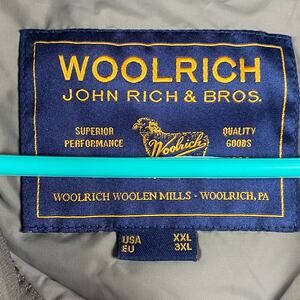 WOOLRICH
JOHN RICH & BROS.
SUPERIOR PERFORMANCE
Woolrich
QUALITY GOODS
WOOLRICH WOOLEN MILLS - WOOLRICH, PA
USA XXL
EU 3XL